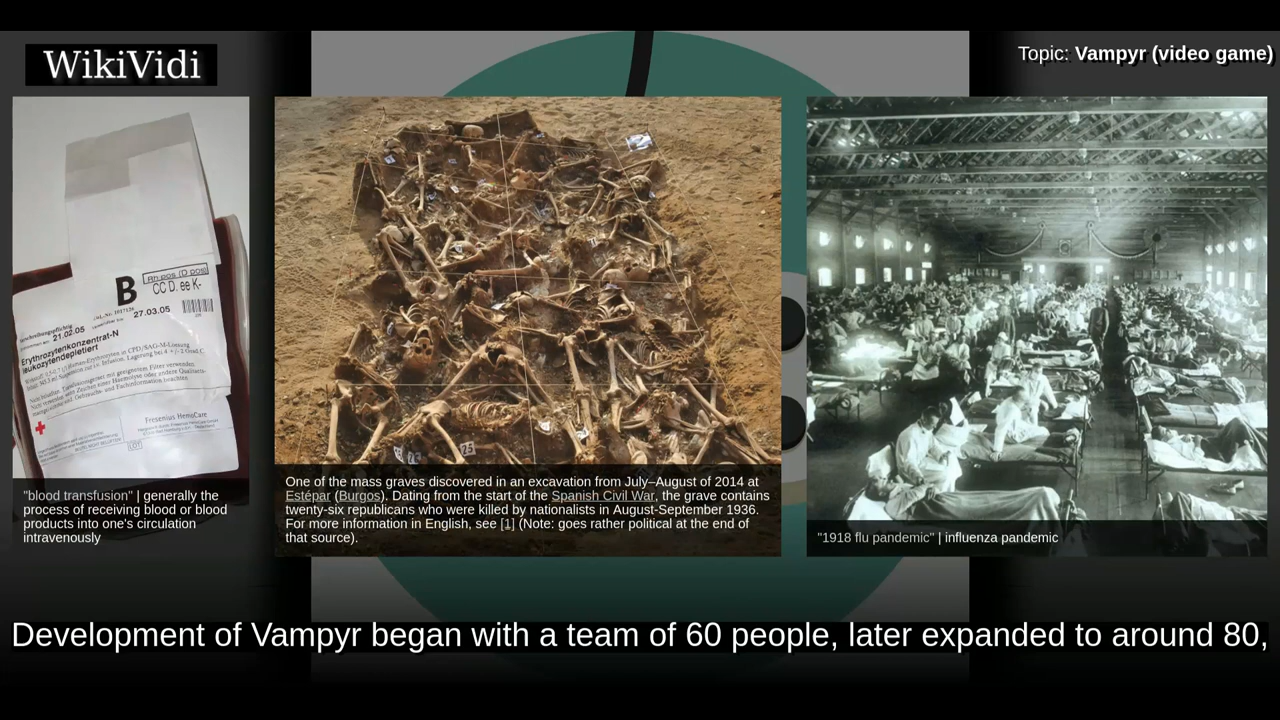 WikiVidi
Topic: Vampyr (video game)
B
Rh pos (D pos)
CC D. ee K-
27.03.05
21.02.05
Erythrozytenkonzentrat-N
leukozytendepletiert
Fresenius HemoCare
25
"blood transfusion" | generally the
process of receiving blood or blood
products into one's circulation
intravenously
One of the mass graves discovered in an excavation from July–August of 2014 at
Estépar (Burgos). Dating from the start of the Spanish Civil War, the grave contains
twenty-six republicans who were killed by nationalists in August-September 1936.
For more information in English, see [1] (Note: goes rather political at the end of
that source).
"1918 flu pandemic" | influenza pandemic
Development of Vampyr began with a team of 60 people, later expanded to around 80,